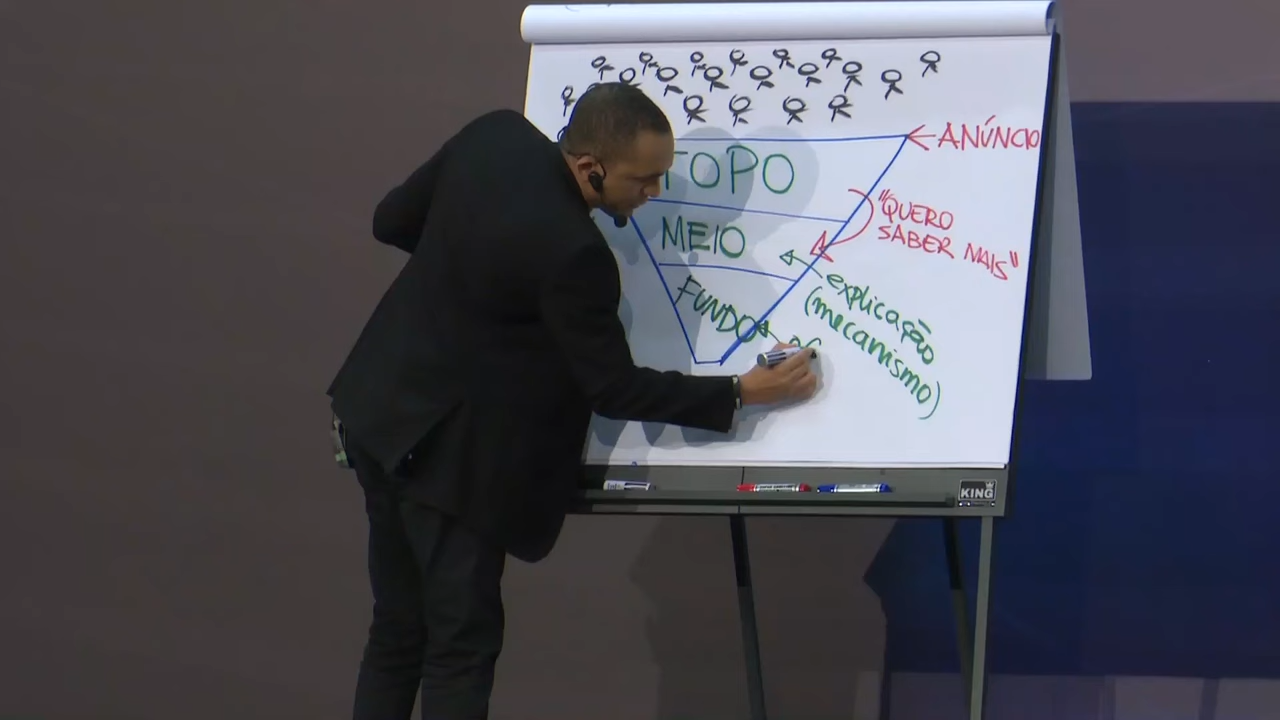 ANÚNCIO
TOPO
"QUERO
SABER MAIS"
MEIO
explicação
(mecanismo)
FUNDO
KING